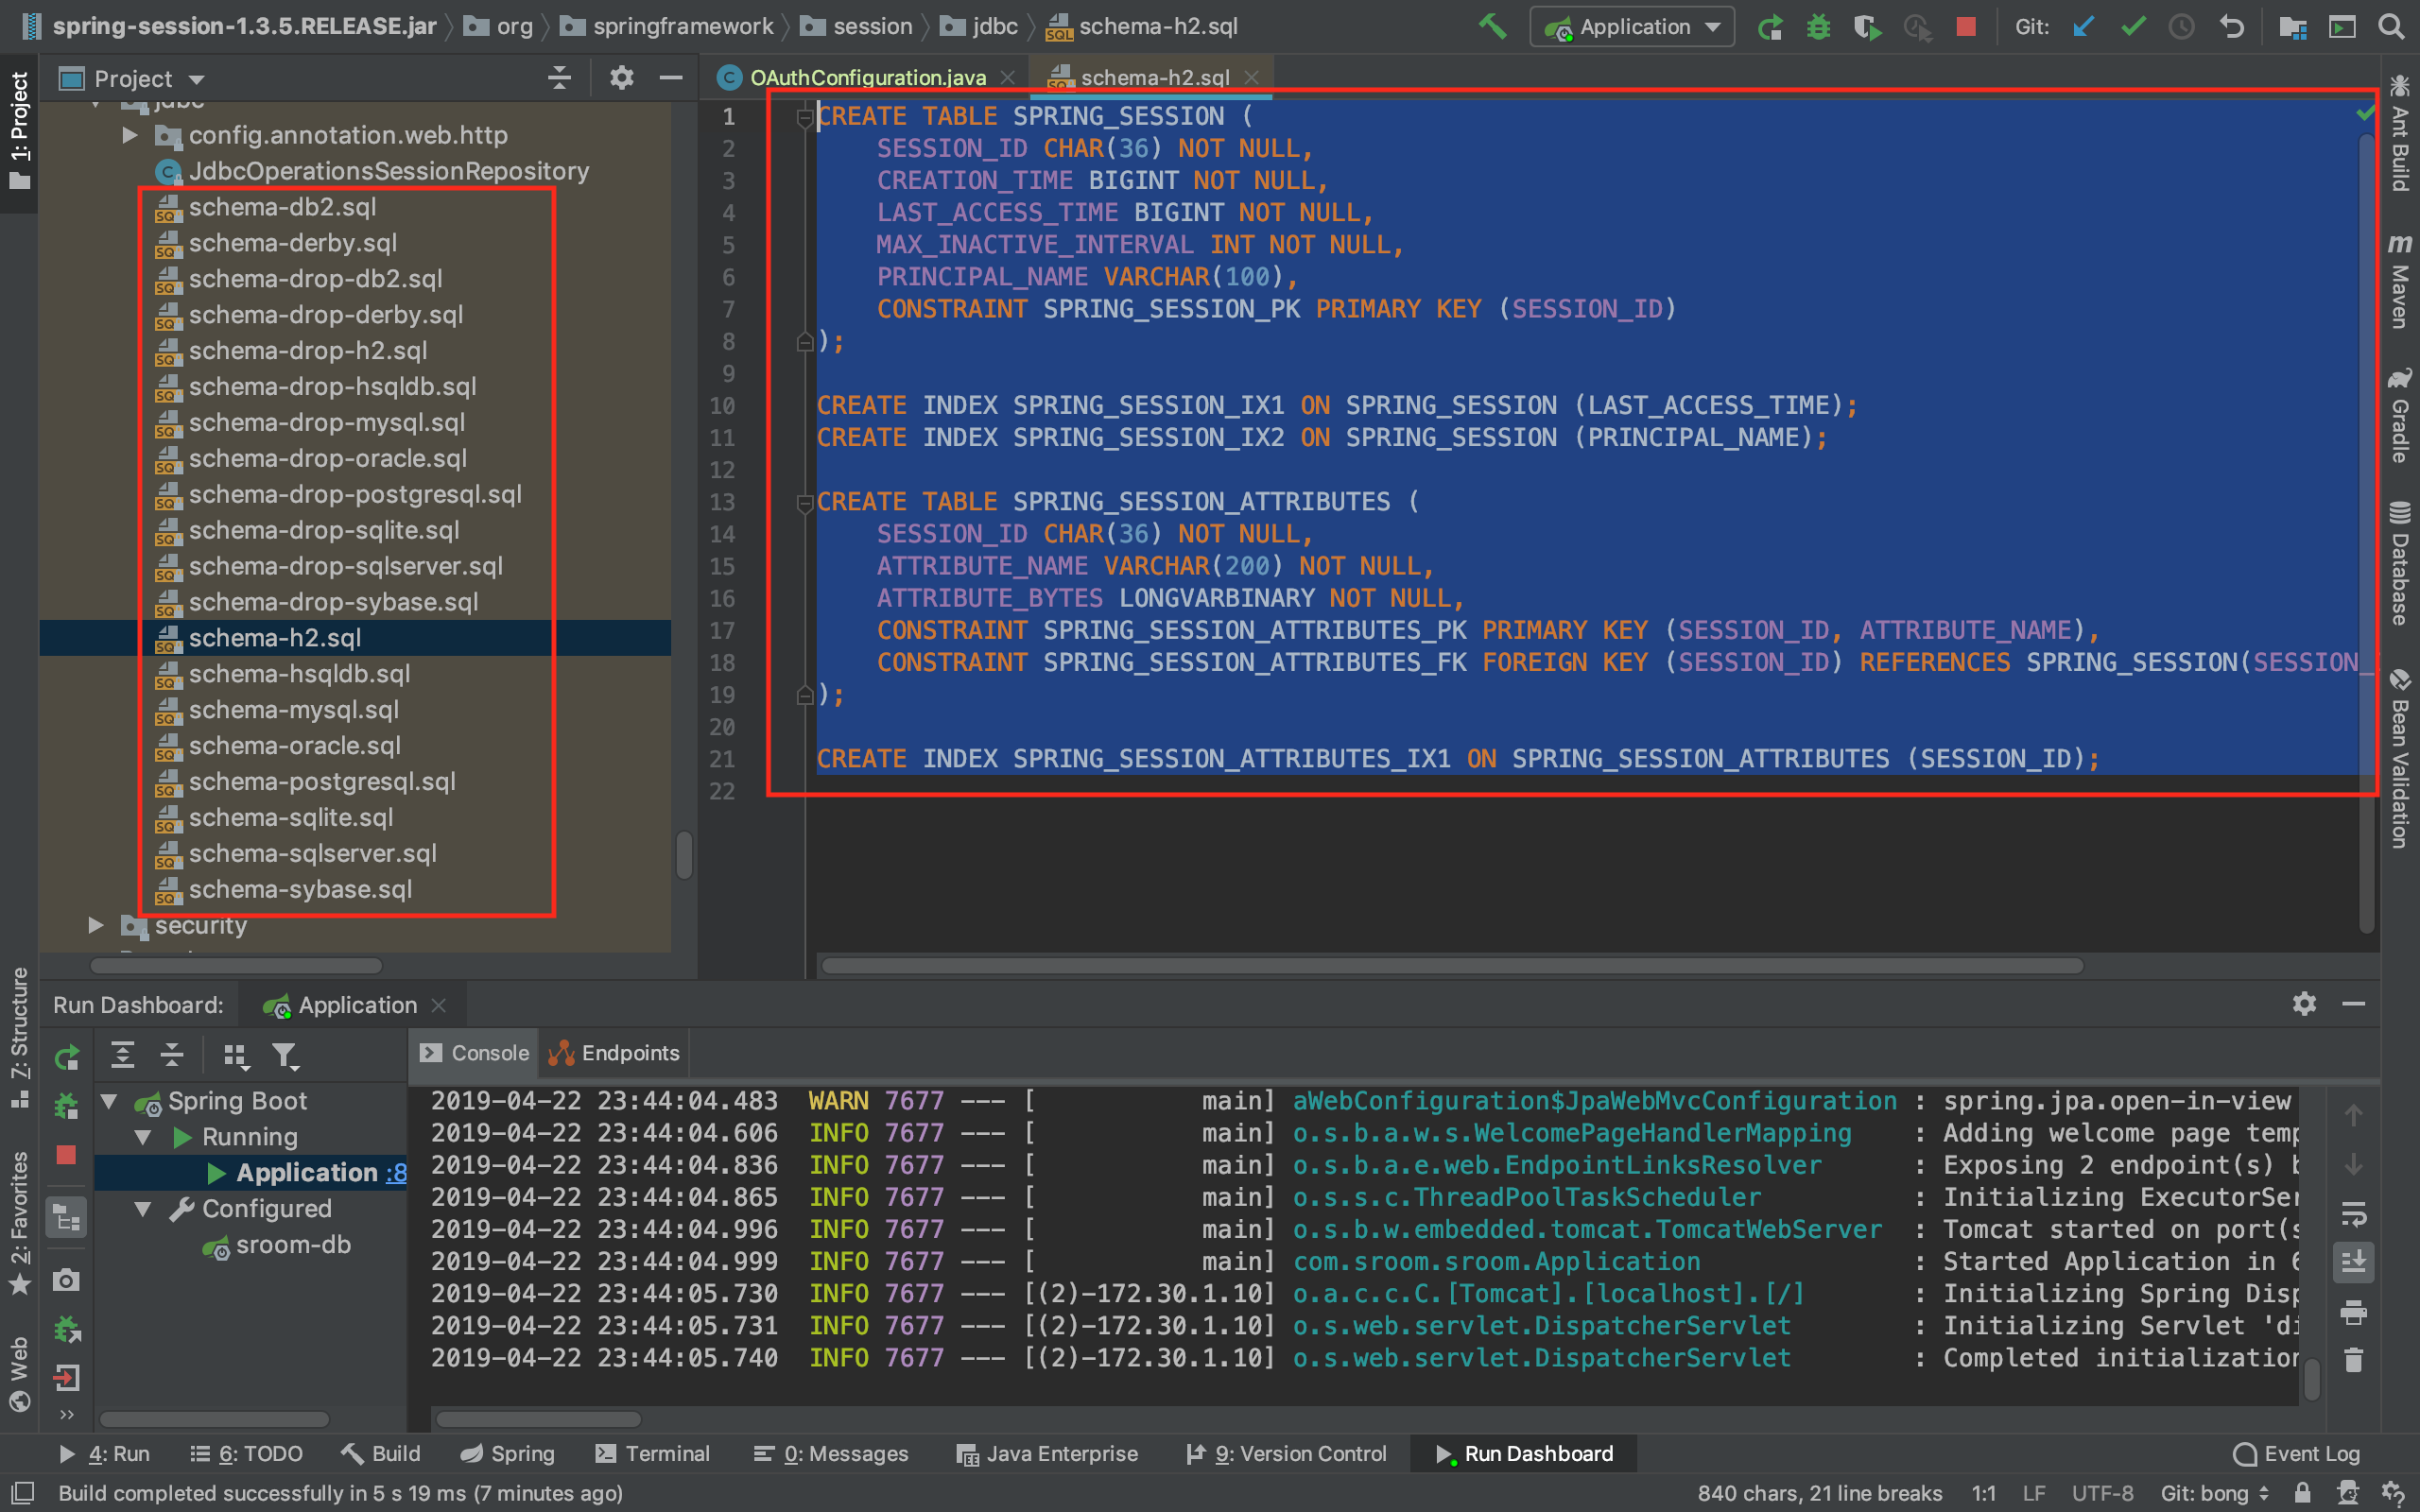 spring-session-1.3.5.RELEASE.jar org springframework session jdbc schema-h2.sql
Application
Git:
Project
OAuthConfiguration.java
schema-h2.sql
1: Project
7: Structure
2: Favorites
Web
jdbc
config.annotation.web.http
JdbcOperationsSessionRepository
schema-db2.sql
schema-derby.sql
schema-drop-db2.sql
schema-drop-derby.sql
schema-drop-h2.sql
schema-drop-hsqldb.sql
schema-drop-mysql.sql
schema-drop-oracle.sql
schema-drop-postgresql.sql
schema-drop-sqlite.sql
schema-drop-sqlserver.sql
schema-drop-sybase.sql
schema-h2.sql
schema-hsqldb.sql
schema-mysql.sql
schema-oracle.sql
schema-postgresql.sql
schema-sqlite.sql
schema-sqlserver.sql
schema-sybase.sql
security
1 CREATE TABLE SPRING_SESSION (
2 SESSION_ID CHAR(36) NOT NULL,
3 CREATION_TIME BIGINT NOT NULL,
4 LAST_ACCESS_TIME BIGINT NOT NULL,
5 MAX_INACTIVE_INTERVAL INT NOT NULL,
6 PRINCIPAL_NAME VARCHAR(100),
7 CONSTRAINT SPRING_SESSION_PK PRIMARY KEY (SESSION_ID)
8 );
9
10 CREATE INDEX SPRING_SESSION_IX1 ON SPRING_SESSION (LAST_ACCESS_TIME);
11 CREATE INDEX SPRING_SESSION_IX2 ON SPRING_SESSION (PRINCIPAL_NAME);
12
13 CREATE TABLE SPRING_SESSION_ATTRIBUTES (
14 SESSION_ID CHAR(36) NOT NULL,
15 ATTRIBUTE_NAME VARCHAR(200) NOT NULL,
16 ATTRIBUTE_BYTES LONGVARBINARY NOT NULL,
17 CONSTRAINT SPRING_SESSION_ATTRIBUTES_PK PRIMARY KEY (SESSION_ID, ATTRIBUTE_NAME),
18 CONSTRAINT SPRING_SESSION_ATTRIBUTES_FK FOREIGN KEY (SESSION_ID) REFERENCES SPRING_SESSION(SESSION_
19 );
20
21 CREATE INDEX SPRING_SESSION_ATTRIBUTES_IX1 ON SPRING_SESSION_ATTRIBUTES (SESSION_ID);
22
Ant Build
Maven
Gradle
Database
Bean Validation
Run Dashboard:
Application
Console
Endpoints
Spring Boot
Running
Application :8
Configured
sroom-db
2019-04-22 23:44:04.483 WARN 7677 --- [ main] aWebConfiguration$JpaWebMvcConfiguration : spring.jpa.open-in-view
2019-04-22 23:44:04.606 INFO 7677 --- [ main] o.s.b.a.w.s.WelcomePageHandlerMapping : Adding welcome page temp
2019-04-22 23:44:04.836 INFO 7677 --- [ main] o.s.b.a.e.web.EndpointLinksResolver : Exposing 2 endpoint(s) b
2019-04-22 23:44:04.865 INFO 7677 --- [ main] o.s.s.c.ThreadPoolTaskScheduler : Initializing ExecutorSer
2019-04-22 23:44:04.996 INFO 7677 --- [ main] o.s.b.w.embedded.tomcat.TomcatWebServer : Tomcat started on port(s
2019-04-22 23:44:04.999 INFO 7677 --- [ main] com.sroom.sroom.Application : Started Application in 6
2019-04-22 23:44:05.730 INFO 7677 --- [(2)-172.30.1.10] o.a.c.c.C.[Tomcat].[localhost].[/] : Initializing Spring Disp
2019-04-22 23:44:05.731 INFO 7677 --- [(2)-172.30.1.10] o.s.web.servlet.DispatcherServlet : Initializing Servlet 'di
2019-04-22 23:44:05.740 INFO 7677 --- [(2)-172.30.1.10] o.s.web.servlet.DispatcherServlet : Completed initialization
4: Run 6: TODO Build Spring Terminal 0: Messages Java Enterprise 9: Version Control Run Dashboard Event Log
Build completed successfully in 5 s 19 ms (7 minutes ago) 840 chars, 21 line breaks 1:1 LF UTF-8 Git: bong